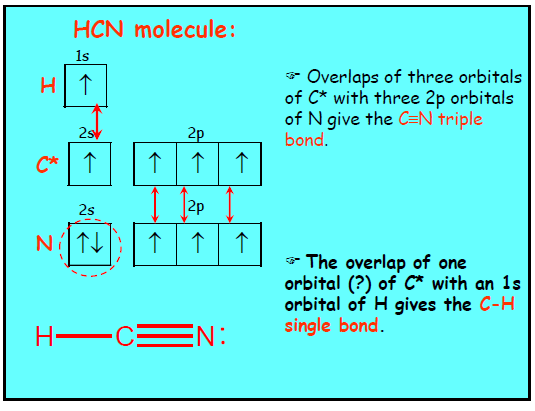 HCN molecule:
1s
H ↑
2s 2p
C* ↑ ↑ ↑ ↑
2s 2p
N ↑↓ ↑ ↑ ↑
H—C≡N:
☞ Overlaps of three orbitals
of C* with three 2p orbitals
of N give the C≡N triple
bond.
☞ The overlap of one
orbital (?) of C* with an 1s
orbital of H gives the C-H
single bond.